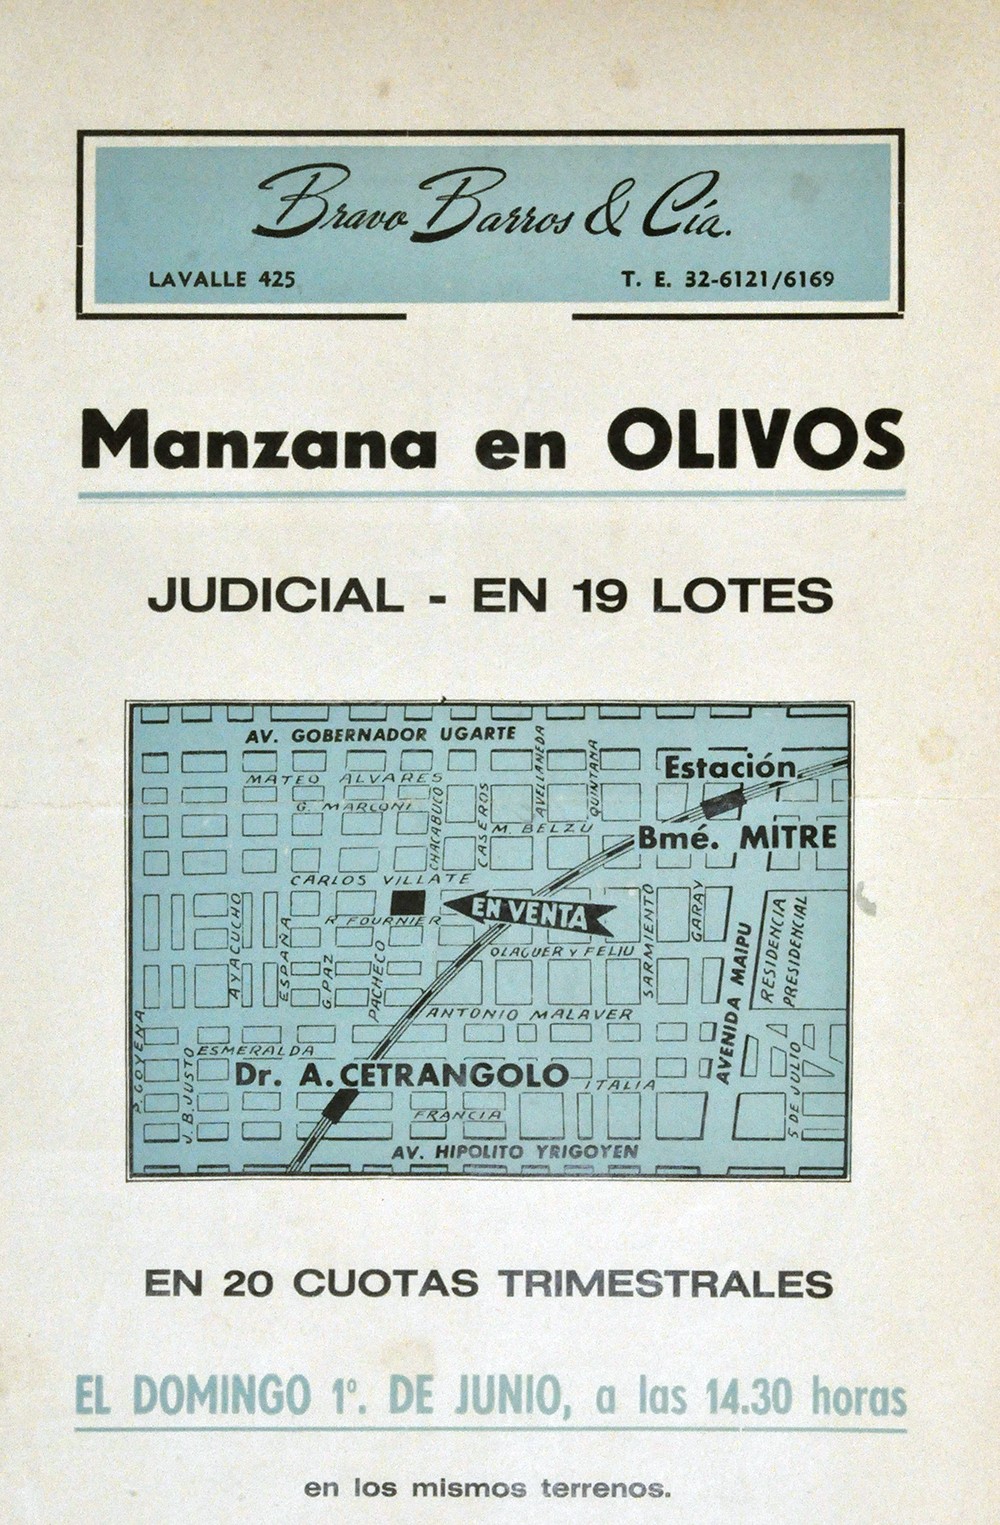 Bravo Barros & Cía.
LAVALLE 425
T. E. 32-6121/6169
Manzana en OLIVOS
JUDICIAL - EN 19 LOTES
AV. GOBERNADOR UGARTE
MATEO ALVARES
G. MARCONI
CHACABUCO
CASEROS
AVELLANEDA
QUINTANA
M. BELZU
Estación
Bmé. MITRE
CARLOS VILLATE
EN VENTA
R FOURNIER
OLAGUER Y FELIU
AYACUCHO
ESPAÑA
G. PAZ
PACHECO
SARMIENTO
GARAY
AVENIDA MAIPU
RESIDENCIA
PRESIDENCIAL
ANTONIO MALAVER
P. GOYENA
J. B. JUSTO
ESMERALDA
Dr. A. CETRANGOLO
ITALIA
5 DE JULIO
FRANCIA
AV. HIPOLITO YRIGOYEN
EN 20 CUOTAS TRIMESTRALES
EL DOMINGO 1º. DE JUNIO, a las 14.30 horas
en los mismos terrenos.